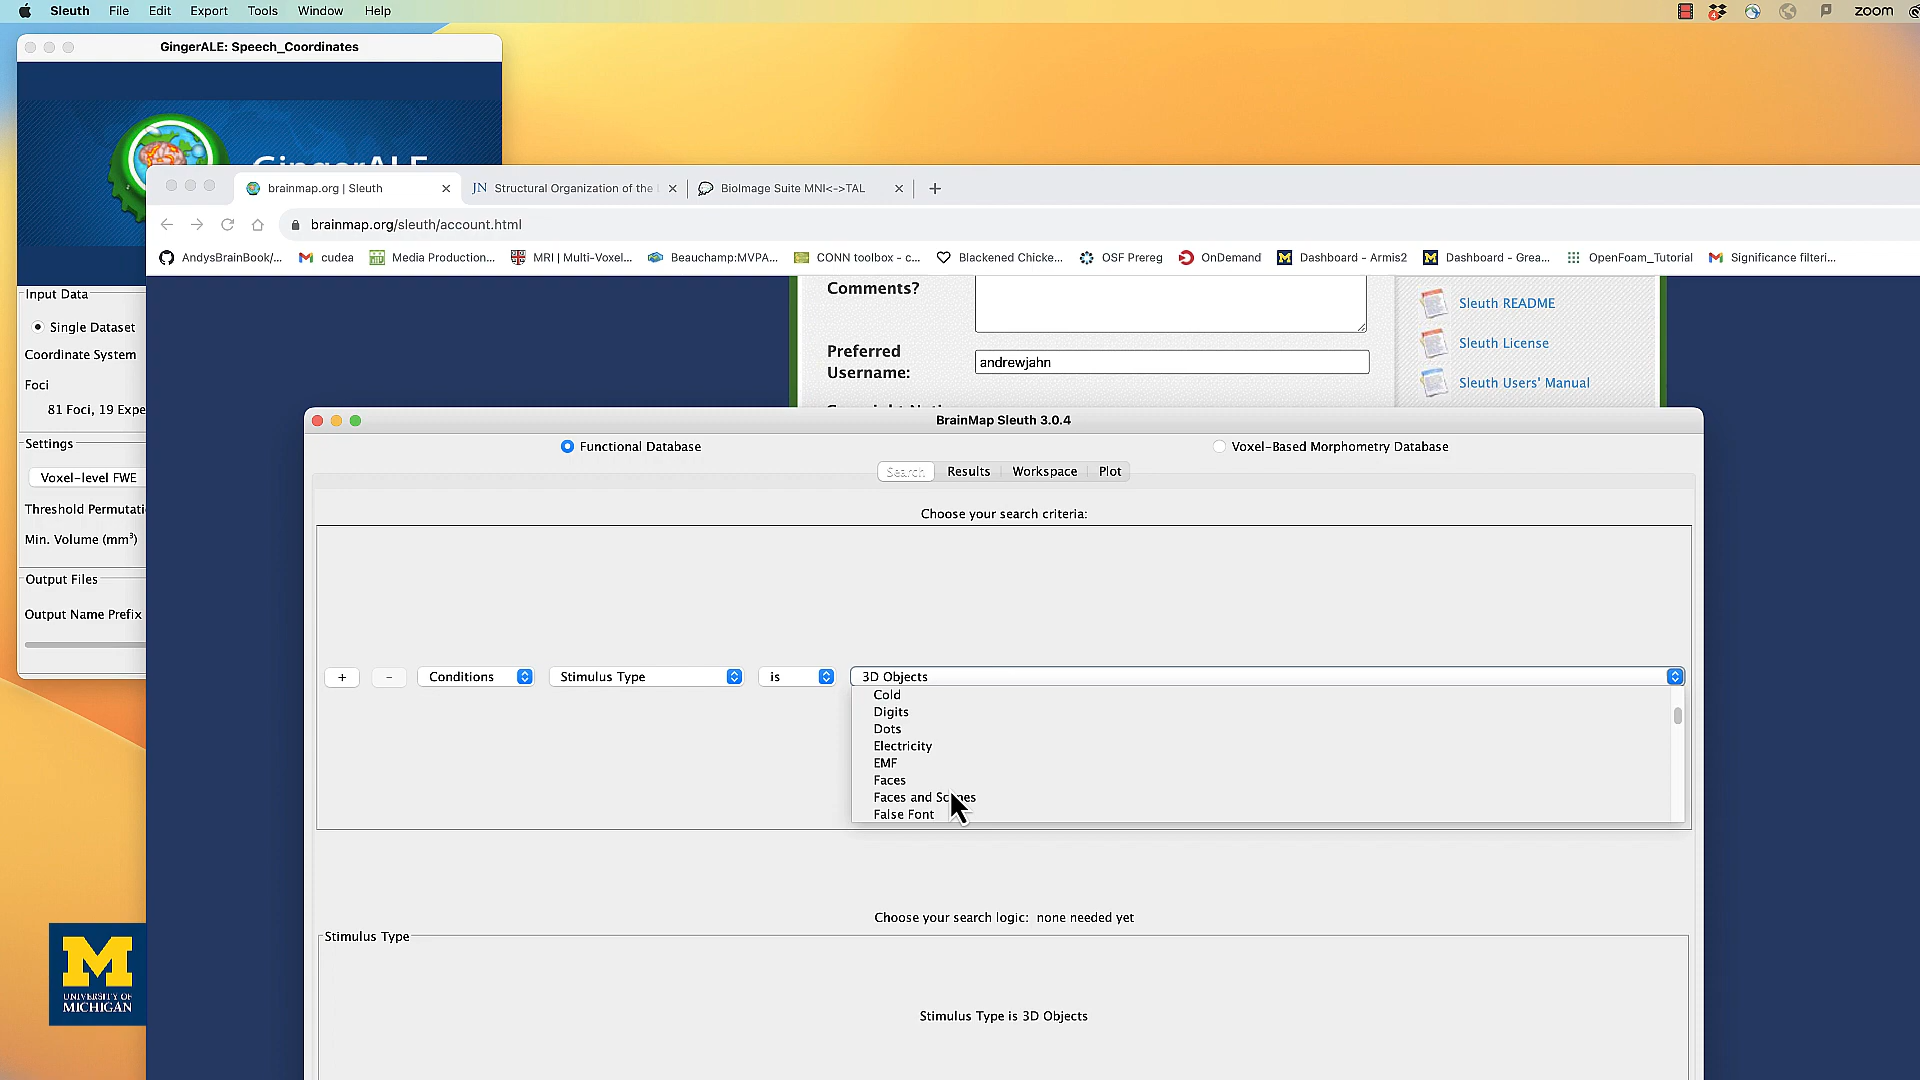 Sleuth File Edit Export Tools Window Help
4
zoom
GingerALE: Speech_Coordinates
GingerALE
brainmap.org | Sleuth
Structural Organization of the
BioImage Suite MNI<->TAL
brainmap.org/sleuth/account.html
AndysBrainBook/...
cudea
Media Production...
MRI | Multi-Voxel...
Beauchamp:MVPA...
CONN toolbox - c...
Blackened Chicke...
OSF Prereg
OnDemand
Dashboard - Armis2
Dashboard - Grea...
OpenFoam_Tutorial
Significance filteri...
Input Data
Single Dataset
Coordinate System
Foci
81 Foci, 19 Expe
Settings
Voxel-level FWE
Threshold Permutati
Min. Volume (mm³)
Output Files
Output Name Prefix
Comments?
Preferred
Username:
andrewjahn
Sleuth README
Sleuth License
Sleuth Users' Manual
BrainMap Sleuth 3.0.4
Functional Database
Voxel-Based Morphometry Database
Search Results Workspace Plot
Choose your search criteria:
+ - Conditions Stimulus Type is 3D Objects
Cold
Digits
Dots
Electricity
EMF
Faces
Faces and Scenes
False Font
Choose your search logic: none needed yet
Stimulus Type
Stimulus Type is 3D Objects
M
UNIVERSITY OF
MICHIGAN